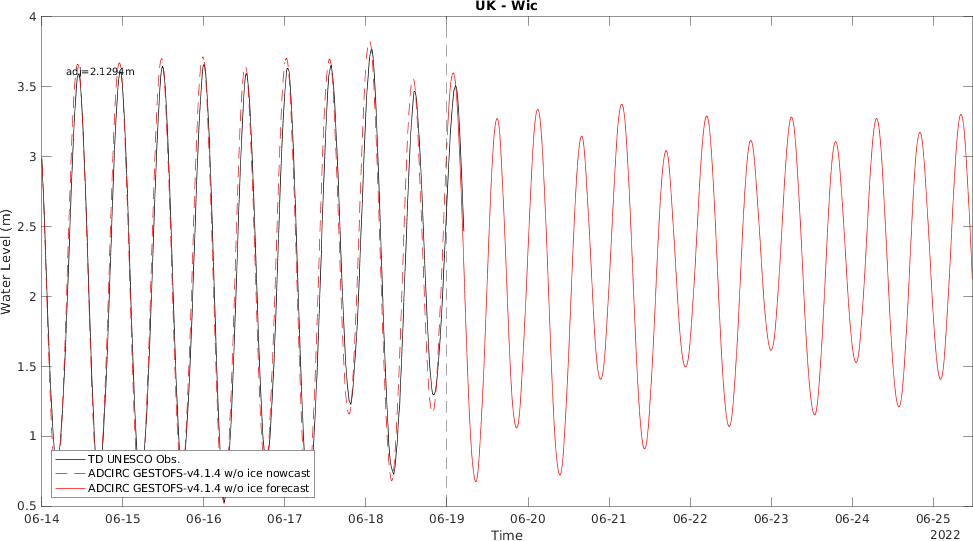 UK - Wic
4
adj=2.1294m
3.5
3
2.5
2
1.5
1
0.5
Water Level (m)
TD UNESCO Obs.
ADCIRC GESTOFS-v4.1.4 w/o ice nowcast
ADCIRC GESTOFS-v4.1.4 w/o ice forecast
06-14 06-15 06-16 06-17 06-18 06-19 06-20 06-21 06-22 06-23 06-24 06-25
Time
2022